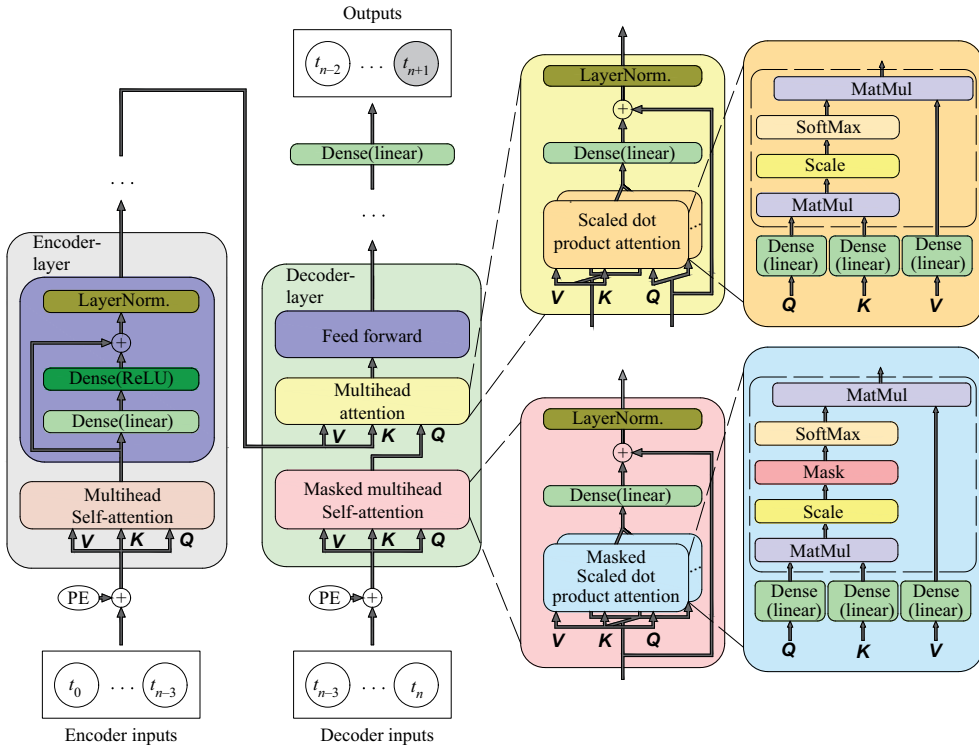 Outputs
t_{n–2} . . . t_{n+1}
Dense(linear)
. . .
. . .
Encoder-
layer
LayerNorm.
+
Dense(ReLU)
Dense(linear)
Multihead
Self-attention
V K Q
PE +
t_0 . . . t_{n–3}
Encoder inputs
Decoder-
layer
Feed forward
Multihead
attention
V K Q
Masked multihead
Self-attention
V K Q
PE +
t_{n–3} . . . t_n
Decoder inputs
LayerNorm.
+
Dense(linear)
Scaled dot
product attention
...
V K Q
MatMul
SoftMax
Scale
MatMul
Dense
(linear)
Dense
(linear)
Dense
(linear)
Q K V
LayerNorm.
+
Dense(linear)
Masked
Scaled dot
product attention
...
V K Q
MatMul
SoftMax
Mask
Scale
MatMul
Dense
(linear)
Dense
(linear)
Dense
(linear)
Q K V